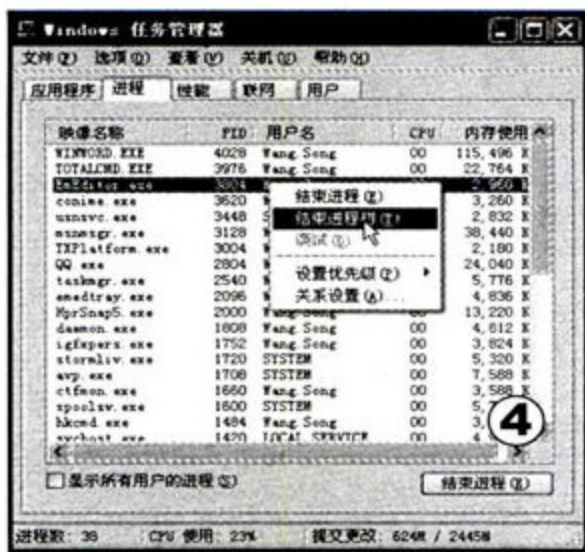 Windows 任务管理器
文件(F) 选项(O) 查看(V) 关机(U) 帮助(H)
应用程序 进程 性能 联网 用户
映像名称 PID 用户名 CPU 内存使用
WINWORD.EXE 4028 Wang Song 00 115,496 K
TOTALCMD.EXE 3976 Wang Song 00 22,764 K
EmEditor.exe 3804 2,960 K
conime.exe 3620 3,260 K
usnsvc.exe 3448 S 2,832 K
msnmsgr.exe 3128 38,440 K
TXPlatform.exe 3004 2,180 K
QQ.exe 2804 24,040 K
taskmgr.exe 2540 5,776 K
emedtray.exe 2096 4,836 K
HprSnap5.exe 2000 Wang Song 00 13,220 K
daemon.exe 1808 Wang Song 00 4,612 K
igfxpers.exe 1752 Wang Song 00 3,824 K
stormliv.exe 1720 SYSTEM 00 5,320 K
avp.exe 1708 SYSTEM 00 7,588 K
ctfmon.exe 1660 Wang Song 00 3,588 K
spoolsv.exe 1600 SYSTEM 00 5,
hkcmd.exe 1484 Wang Song 00 3,
svchost.exe 1420 LOCAL SERVICE 00 4,
结束进程(E)
结束进程树(T)
调试(D)
设置优先级(P)
关系设置(A)...
4
显示所有用户的进程(S)
结束进程(E)
进程数: 38 CPU 使用: 23% 提交更改: 624M / 2445M